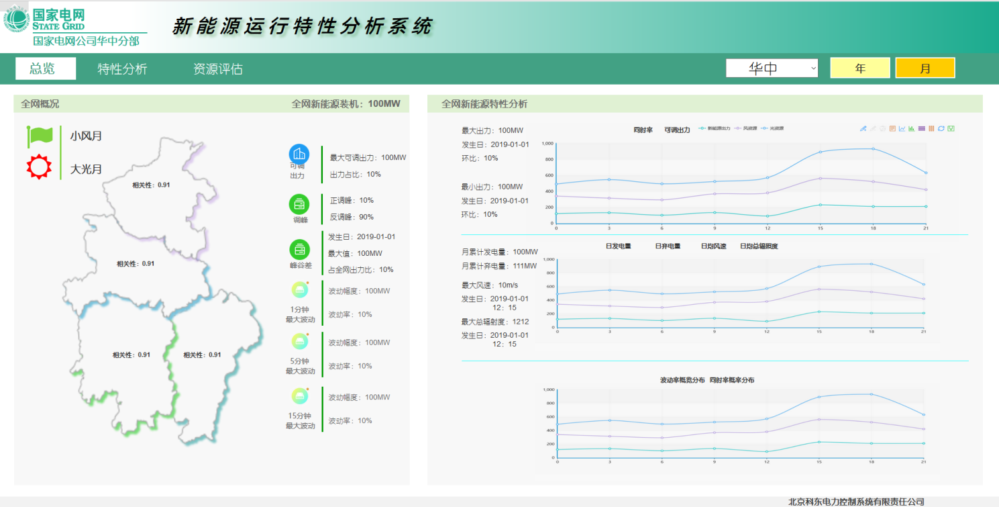 国家电网
STATE GRID
国家电网公司华中分部
新能源运行特性分析系统
总览 特性分析 资源评估 华中 年 月
全网概况 全网新能源装机：100MW
小风月
大光月
相关性：0.91
相关性：0.91
相关性：0.91 相关性：0.91
可调
出力
最大可调出力：100MW
出力占比：10%
调峰
正调峰：10%
反调峰：90%
峰谷差
发生日：2019-01-01
最大值：100MW
占全网出力比：10%
1分钟
最大波动
波动幅度：100MW
波动率：10%
5分钟
最大波动
波动幅度：100MW
波动率：10%
15分钟
最大波动
波动幅度：100MW
波动率：10%
全网新能源特性分析
最大出力：100MW
发生日：2019-01-01
环比：10%
最小出力：100MW
发生日：2019-01-01
环比：10%
同时率 可调出力 新能源出力 风资源 光资源
1,000
800
600
400
200
0
0 3 6 9 12 15 18 21
月累计发电量：100MW
月累计弃电量：111MW
最大风速：10m/s
发生日：2019-01-01
12：15
最大总辐射度：1212
发生日：2019-01-01
12：15
日发电量 日弃电量 日均风速 日均总辐照度
1,000
800
600
400
200
0
0 3 6 9 12 15 18 21
波动率概览分布 同时率概率分布
1,000
800
600
400
200
0
0 3 6 9 12 15 18 21
北京科东电力控制系统有限责任公司